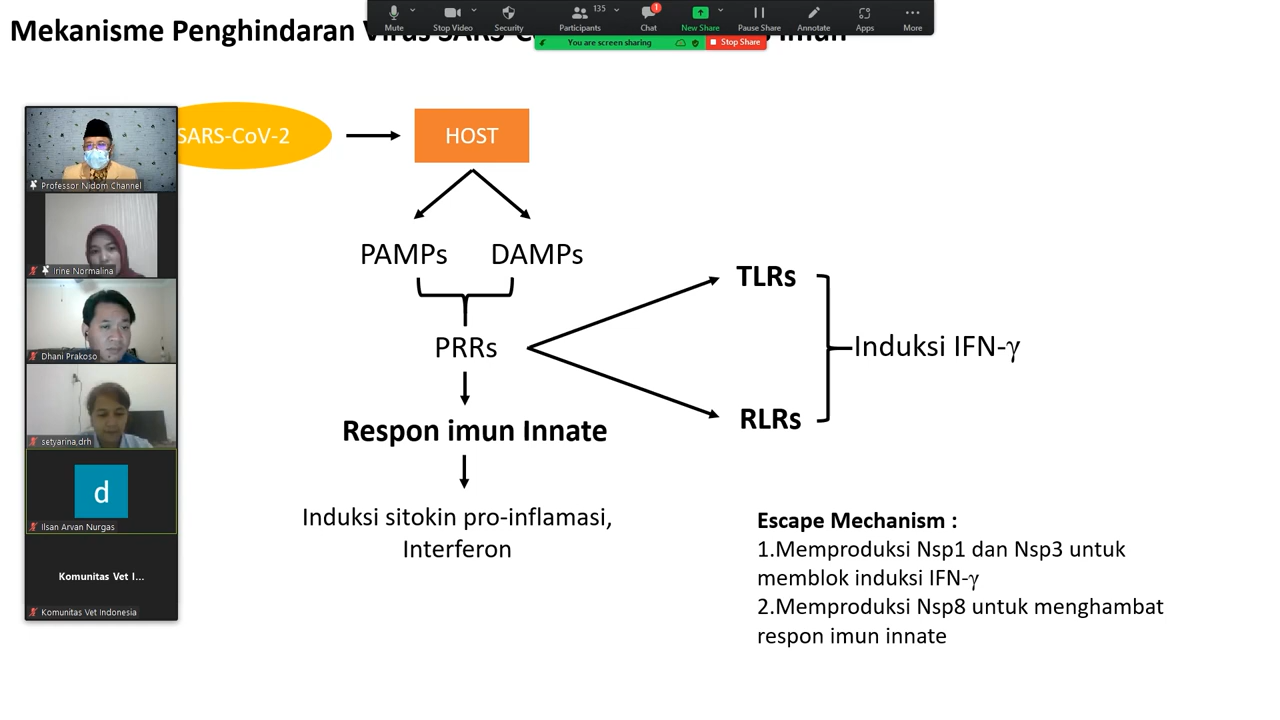 Mekanisme Penghindaran Virus SARS-C
Imun
Mute
Stop Video
Security
Participants
135
Chat
1
New Share
Pause Share
Annotate
Apps
More
You are screen sharing
Stop Share
SARS-CoV-2
HOST
Professor Nidom Channel
Irine Normalina
Dhani Prakoso
setyarina,drh
d
Ilsan Arvan Nurgas
Komunitas Vet I...
Komunitas Vet Indonesia
PAMPs
DAMPs
TLRs
PRRs
Induksi IFN-γ
RLRs
Respon imun Innate
Induksi sitokin pro-inflamasi,
Interferon
Escape Mechanism :
1.Memproduksi Nsp1 dan Nsp3 untuk
memblok induksi IFN-γ
2.Memproduksi Nsp8 untuk menghambat
respon imun innate